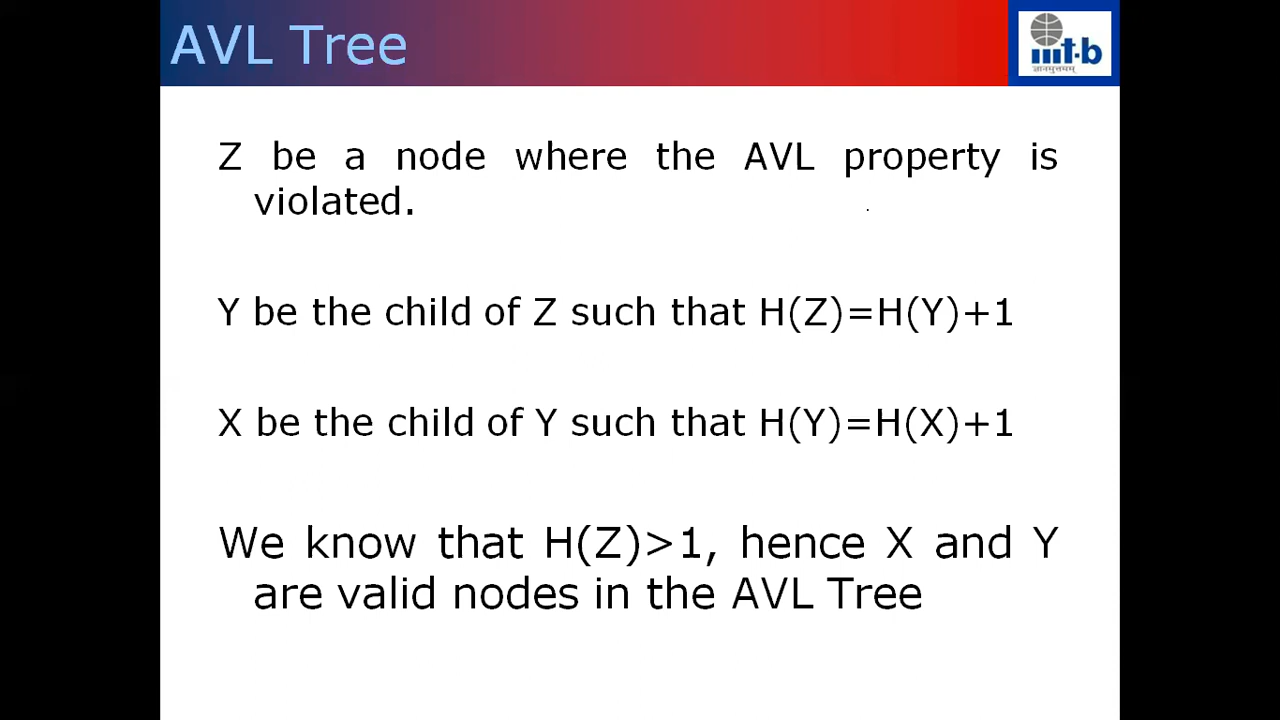 AVL Tree
iiit-b
ज्ञानमुत्तमम्
Z be a node where the AVL property is
violated.
Y be the child of Z such that H(Z)=H(Y)+1
X be the child of Y such that H(Y)=H(X)+1
We know that H(Z)>1, hence X and Y
are valid nodes in the AVL Tree